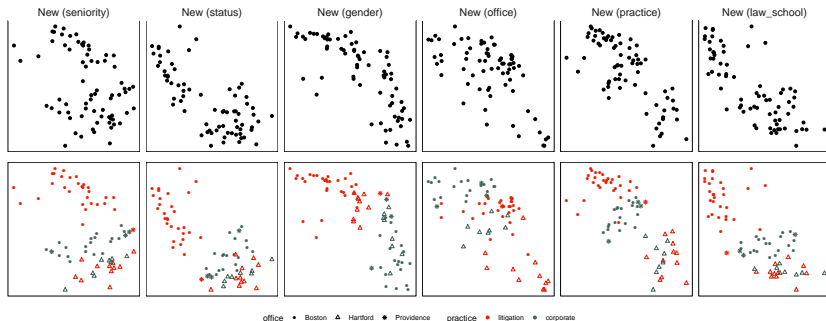 New (seniority) New (status) New (gender) New (office) New (practice) New (law_school)
office Boston Hartford Providence practice litigation corporate